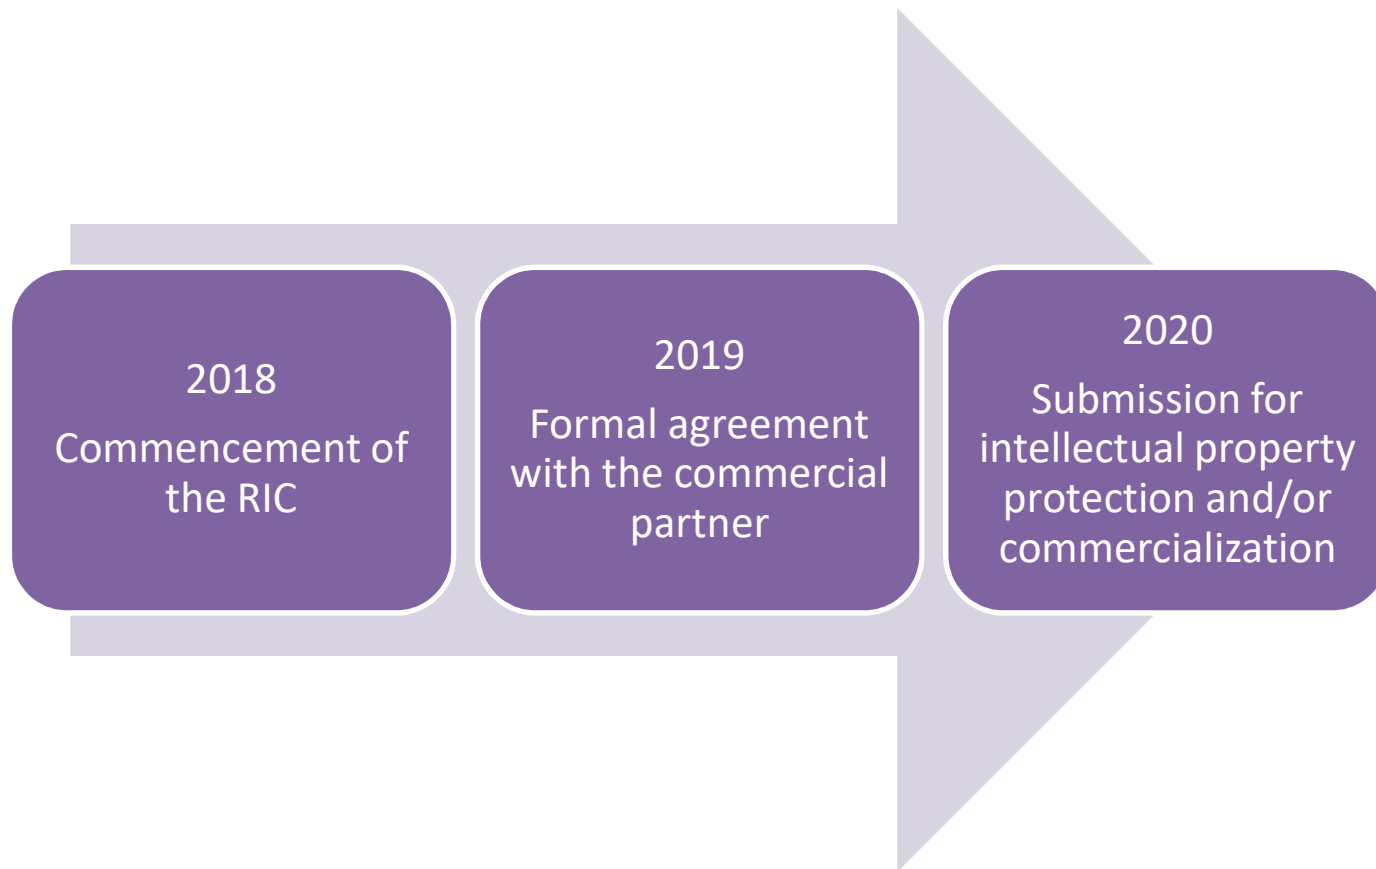 2018
Commencement of
the RIC
2019
Formal agreement
with the commercial
partner
2020
Submission for
intellectual property
protection and/or
commercialization